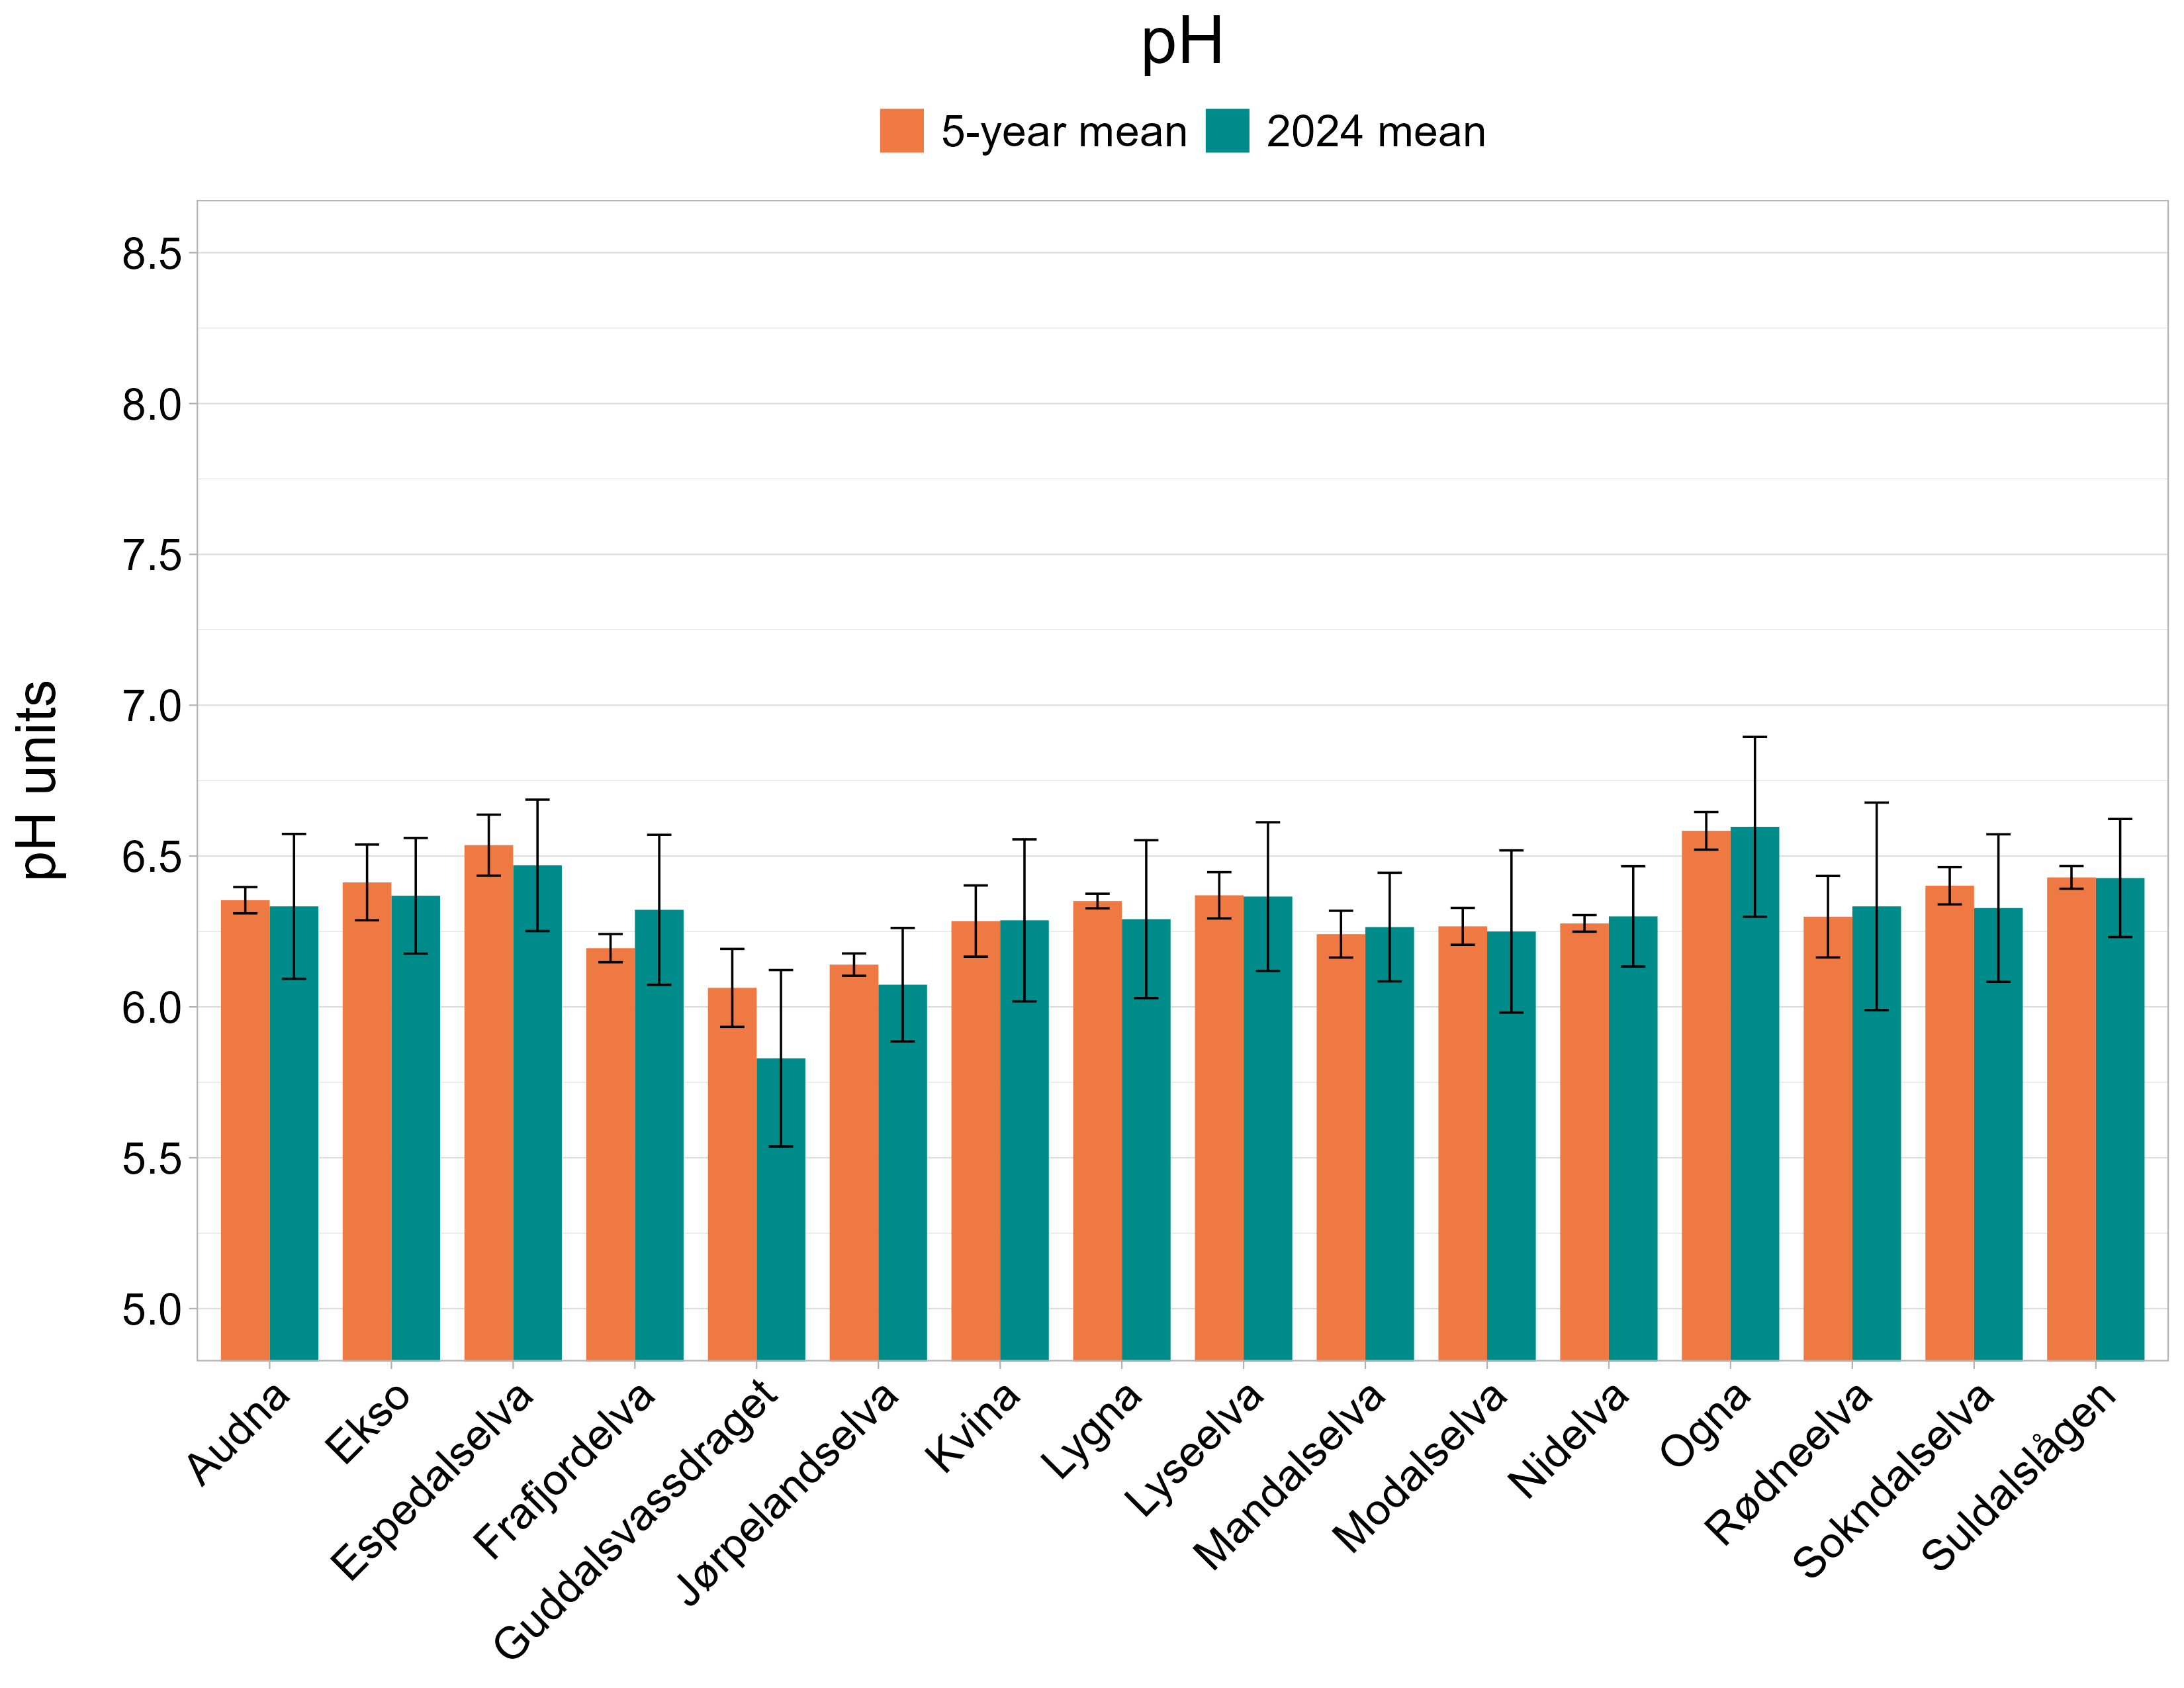 pH
5-year mean 2024 mean
8.5
8.0
7.5
7.0
6.5
6.0
5.5
5.0
pH units
Audna
Ekso
Espedalselva
Frafjordelva
Guddalsvassdraget
Jørpelandselva
Kvina
Lygna
Lyseelva
Mandalselva
Modalselva
Nidelva
Ogna
Rødneelva
Sokndalselva
Suldalslågen